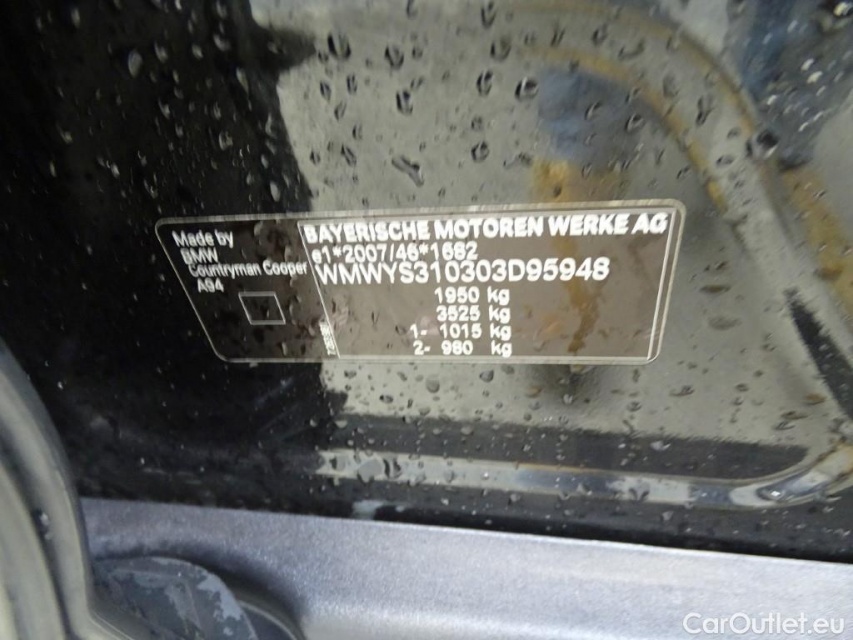 Made by
BMW
Countryman Cooper
A94
BAYERISCHE MOTOREN WERKE AG
e1*2007/46*1682
WMWYS310303D95948
1950 kg
3525 kg
1- 1015 kg
2- 980 kg
CarOutlet.eu